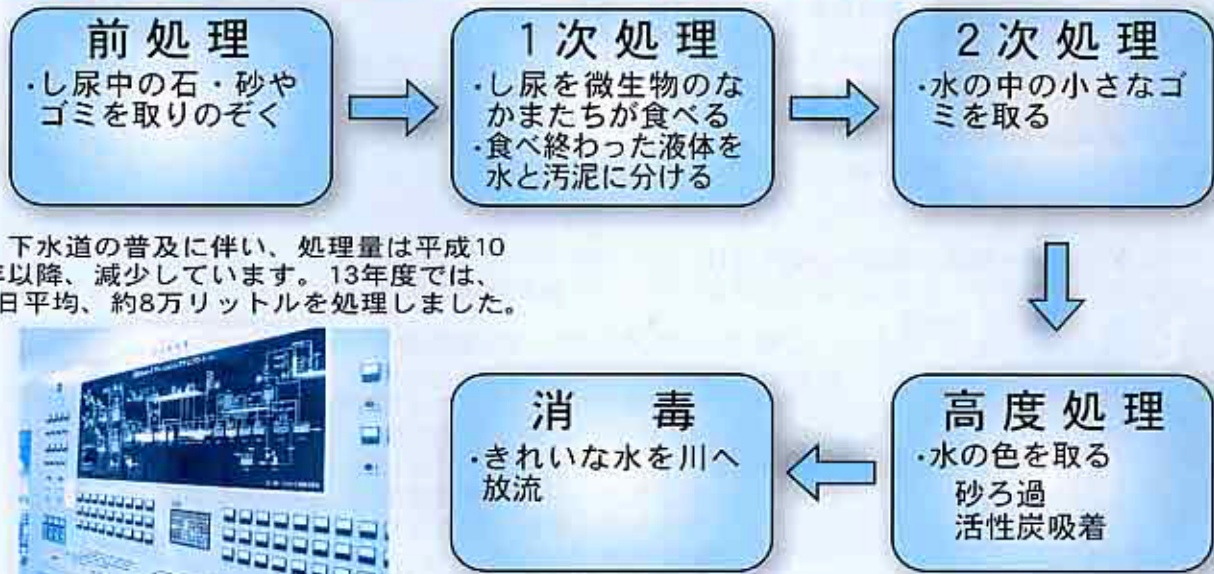 前処理
・し尿中の石・砂や
ゴミを取りのぞく
1次処理
・し尿を微生物のな
かまたちが食べる
・食べ終わった液体を
水と汚泥に分ける
2次処理
・水の中の小さなゴ
ミを取る
下水道の普及に伴い、処理量は平成10
年以降、減少しています。13年度では、
日平均、約8万リットルを処理しました。
高度処理
・水の色を取る
砂ろ過
活性炭吸着
消毒
・きれいな水を川へ
放流